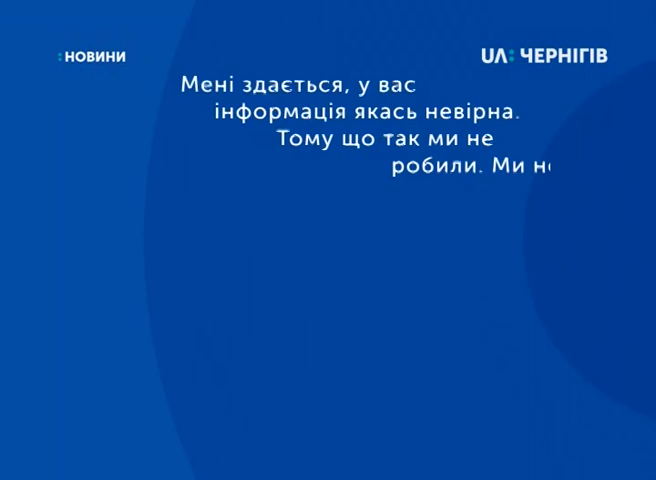 :НОВИНИ
UA: ЧЕРНІГІВ
Мені здається, у вас
інформація якась невірна.
Тому що так ми не
робили. Ми